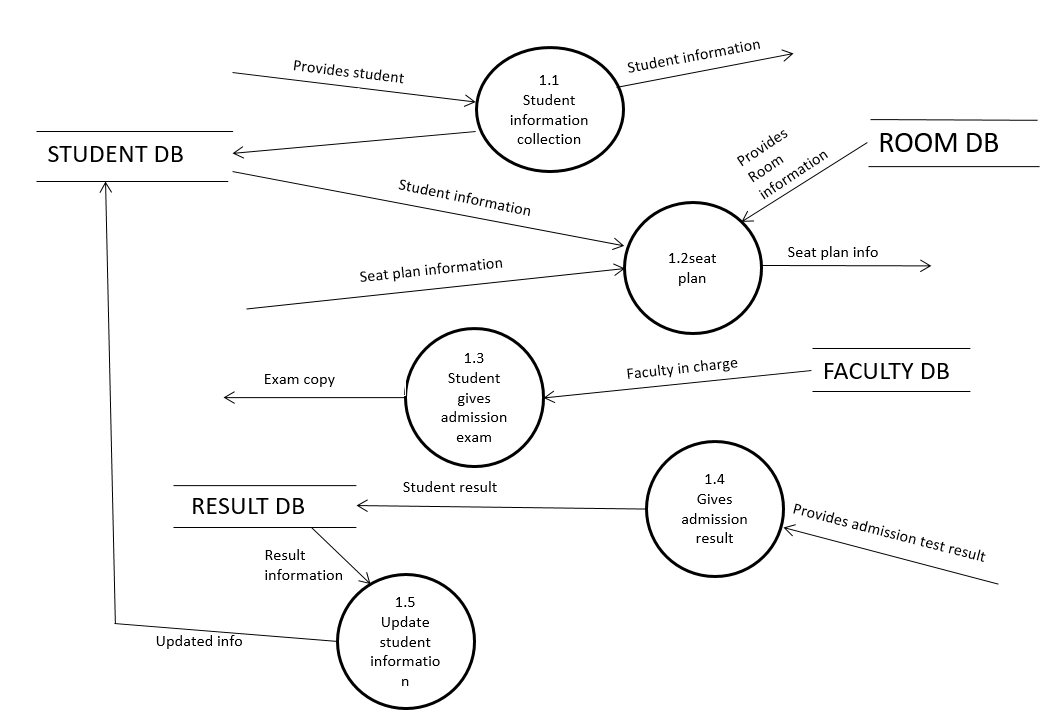 Provides student
1.1
Student
information
collection
Student information
STUDENT DB
Provides
Room
information
ROOM DB
Student information
Seat plan information
1.2seat
plan
Seat plan info
Exam copy
1.3
Student
gives
admission
exam
Faculty in charge
FACULTY DB
RESULT DB
Student result
1.4
Gives
admission
result
Provides admission test result
Result
information
1.5
Update
student
informatio
n
Updated info